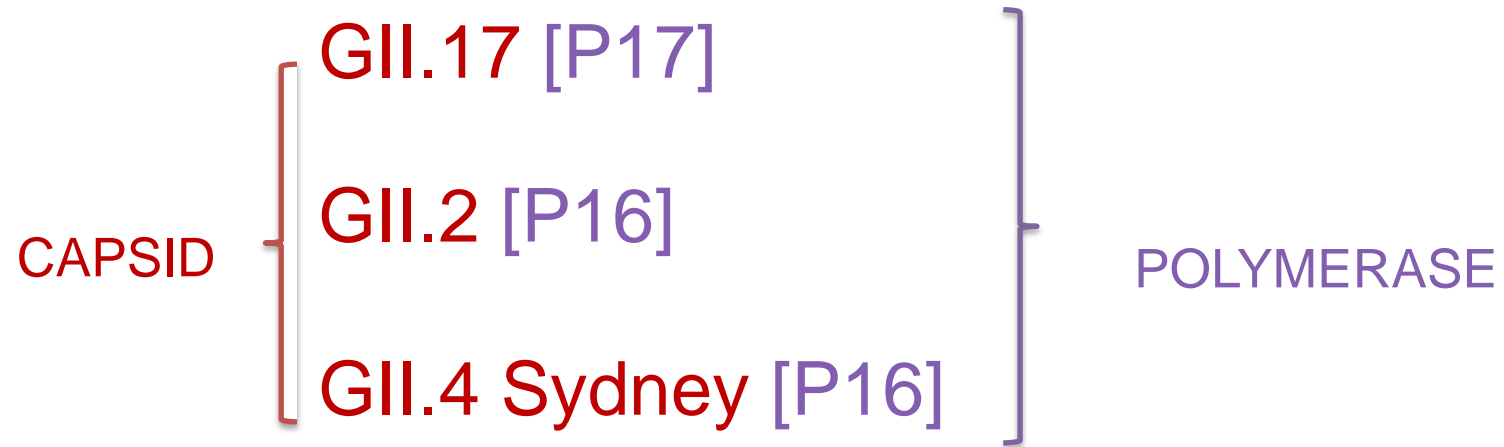 GII.17 [P17]
GII.2 [P16]
CAPSID
POLYMERASE
GII.4 Sydney [P16]